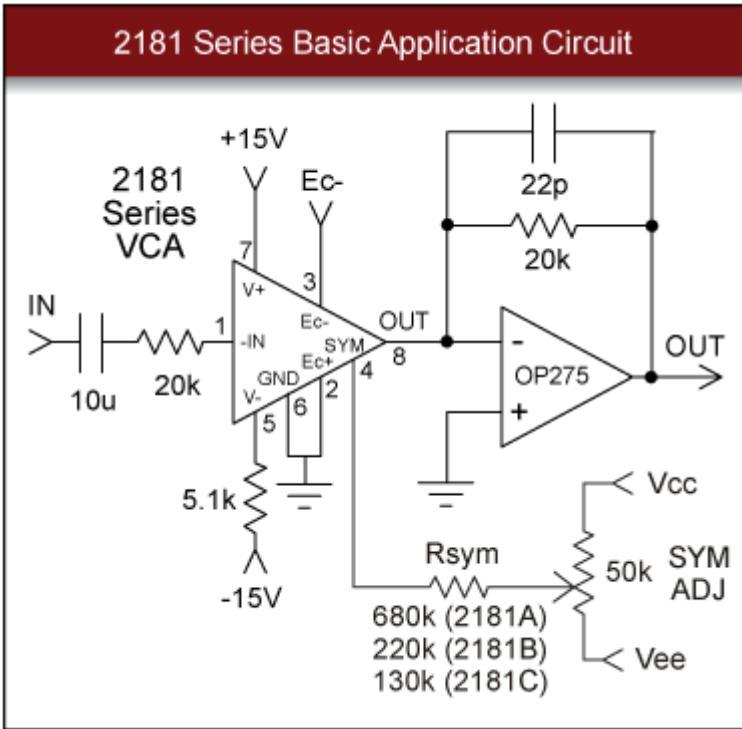 2181 Series Basic Application Circuit
+15V
2181
Series
VCA
Ec-
22p
20k
7
3
IN
V+
1
Ec-
OUT
-IN
SYM
8
-
OUT
10u
20k
Ec+
4
OP275
GND
2
V-
6
+
5
5.1k
Vcc
Rsym
50k
SYM
ADJ
-15V
680k (2181A)
220k (2181B)
Vee
130k (2181C)